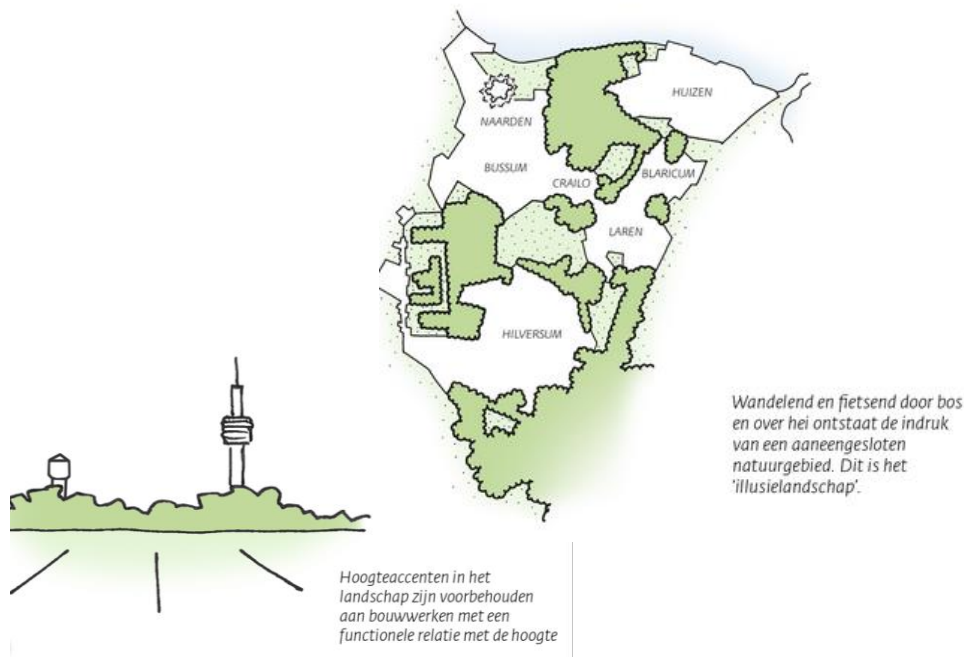 HUIZEN
NAARDEN
BUSSUM
CRAILO
BLARICUM
LAREN
HILVERSUM
Wandelend en fietsend door bos
en over hei ontstaat de indruk
van een aaneengesloten
natuurgebied. Dit is het
'illusielandschap'.
Hoogteaccenten in het
landschap zijn voorbehouden
aan bouwwerken met een
functionele relatie met de hoogte